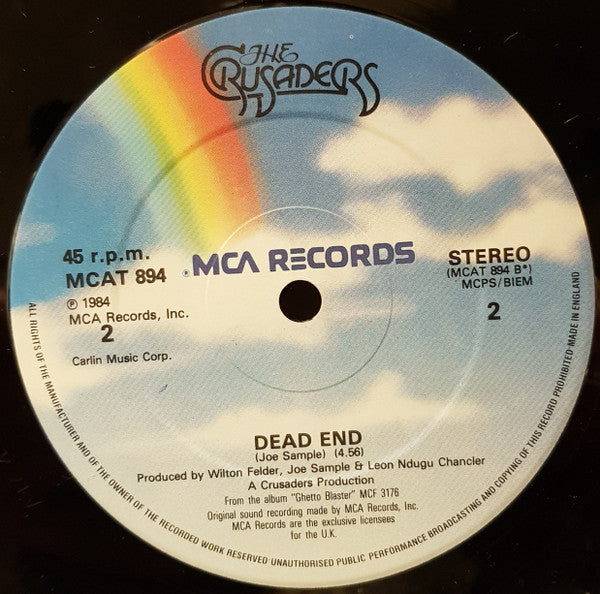 THE
CRUSADERS
45 r.p.m.
MCAT 894
℗ 1984
MCA Records, Inc.
2
Carlin Music Corp.
® MCA RECORDS
STEREO
(MCAT 894 B*)
MCPS/BIEM
2
DEAD END
(Joe Sample) (4.56)
Produced by Wilton Felder, Joe Sample & Leon Ndugu Chancler
A Crusaders Production
From the album "Ghetto Blaster" MCF 3176
Original sound recording made by MCA Records, Inc.
MCA Records are the exclusive licensees
for the U.K.
ALL RIGHTS OF THE MANUFACTURER AND OF THE OWNER OF THE RECORDED WORK RESERVED·UNAUTHORISED PUBLIC PERFORMANCE BROADCASTING AND COPYING OF THIS RECORD PROHIBITED·MADE IN ENGLAND